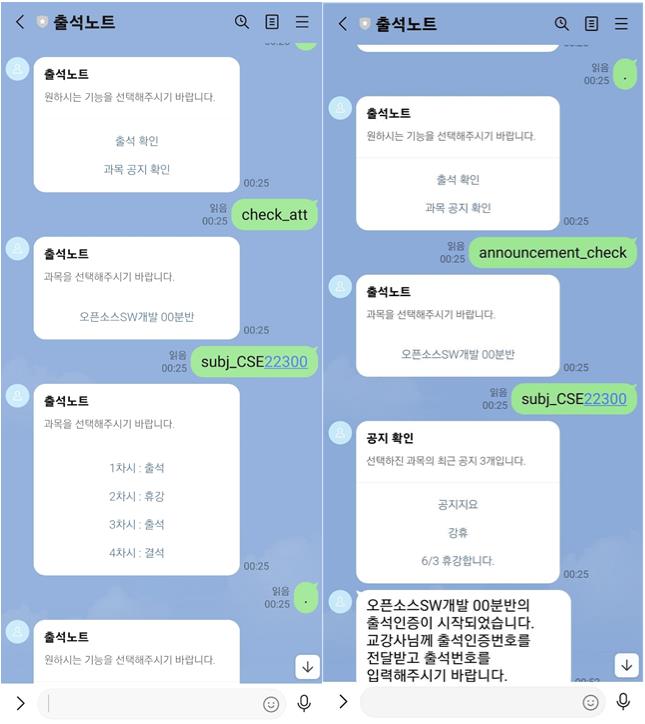 출석노트
00:25
출석노트
원하시는 기능을 선택해주시기 바랍니다.
출석 확인
과목 공지 확인
00:25
읽음
00:25
check_att
출석노트
과목을 선택해주시기 바랍니다.
오픈소스SW개발 00분반
00:25
읽음
00:25
subj_CSE22300
출석노트
과목을 선택해주시기 바랍니다.
1차시 : 출석
2차시 : 휴강
3차시 : 출석
4차시 : 결석
00:25
읽음
00:25
.
출석노트
원하시는 기능을 선택해주시기 바랍니다.
출석노트
읽음
00:25
.
출석노트
원하시는 기능을 선택해주시기 바랍니다.
출석 확인
과목 공지 확인
00:25
읽음
00:25
announcement_check
출석노트
과목을 선택해주시기 바랍니다.
오픈소스SW개발 00분반
00:25
읽음
00:25
subj_CSE22300
공지 확인
선택하진 과목의 최근 공지 3개입니다.
공지지요
강휴
6/3 휴강합니다.
00:25
오픈소스SW개발 00분반의
출석인증이 시작되었습니다.
교강사님께 출석인증번호를
전달받고 출석번호를
입력해주시기 바랍니다.